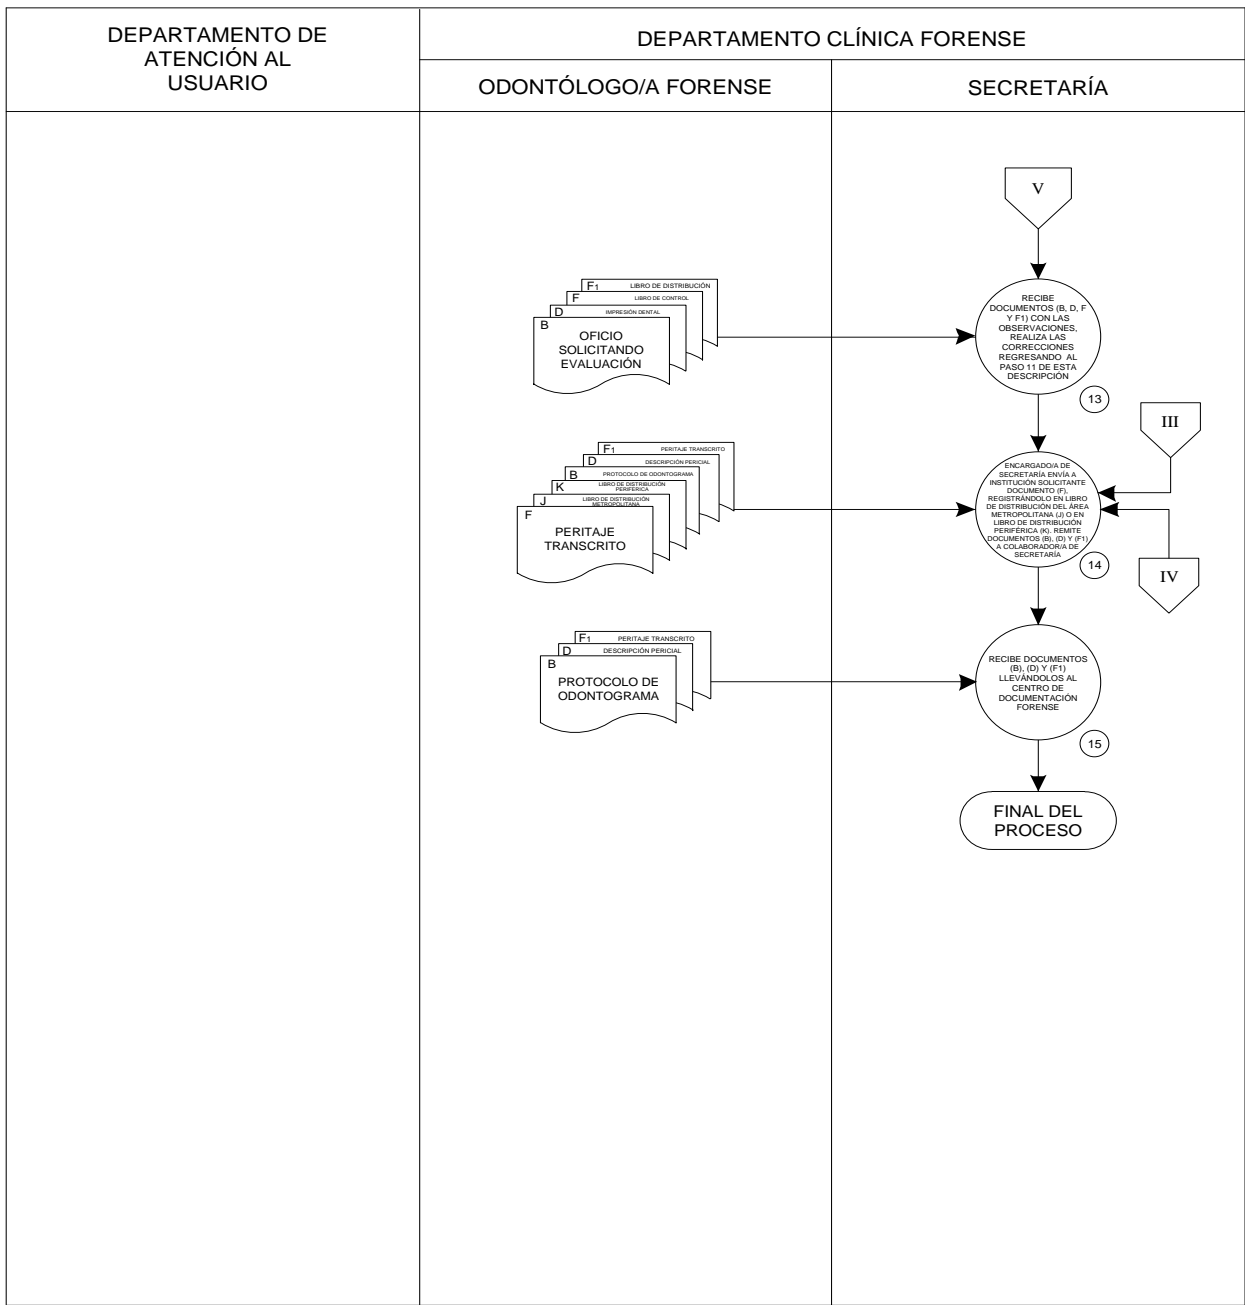 DEPARTAMENTO DE
ATENCIÓN AL
USUARIO
DEPARTAMENTO CLÍNICA FORENSE
ODONTÓLOGO/A FORENSE
SECRETARÍA
V
F1 LIBRO DE DISTRIBUCIÓN
F LIBRO DE CONTROL
D IMPRESIÓN DENTAL
B
OFICIO
SOLICITANDO
EVALUACIÓN
RECIBE
DOCUMENTOS (B, D, F
Y F1) CON LAS
OBSERVACIONES,
REALIZA LAS
CORRECCIONES
REGRESANDO AL
PASO 11 DE ESTA
DESCRIPCIÓN
13
III
F1 PERITAJE TRANSCRITO
D DESCRIPCIÓN PERICIAL
B PROTOCOLO DE ODONTOGRAMA
K LIBRO DE DISTRIBUCIÓN
PERIFERICA
J LIBRO DE DISTRIBUCIÓN
METROPOLITANA
F
PERITAJE
TRANSCRITO
ENCARGADO/A DE
SECRETARÍA ENVÍA A
INSTITUCIÓN SOLICITANTE
DOCUMENTO (F),
REGISTRÁNDOLO EN LIBRO
DE DISTRIBUCIÓN DEL ÁREA
METROPOLITANA (J) O EN
LIBRO DE DISTRIBUCIÓN
PERIFÉRICA (K). REMITE
DOCUMENTOS (B), (D) Y (F1)
A COLABORADOR/A DE
SECRETARÍA
14
IV
F1 PERITAJE TRANSCRITO
D DESCRIPCIÓN PERICIAL
B
PROTOCOLO DE
ODONTOGRAMA
RECIBE DOCUMENTOS
(B), (D) Y (F1)
LLEVÁNDOLOS AL
CENTRO DE
DOCUMENTACIÓN
FORENSE
15
FINAL DEL
PROCESO